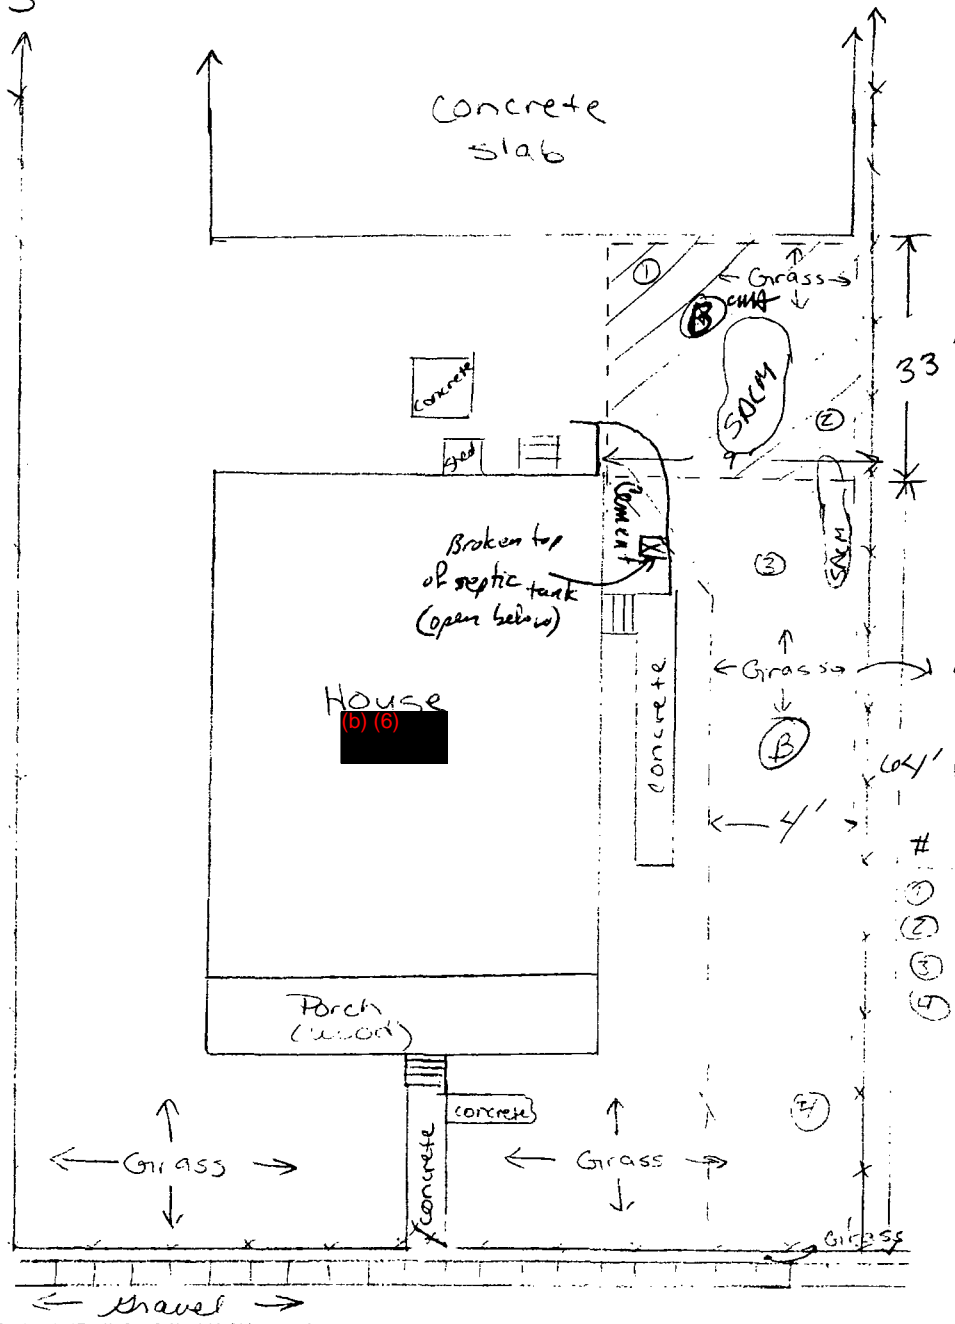 Concrete
slab
①
Grass
B
SACM
33'
concrete
②
shed
9
Cement
SACM
Broken top
of septic tank
(open below)
③
Grass
House
(b) (6)
concrete
B
64'
4'
#
①
②
③
④
Porch
(wood)
④
concrete
concrete
Grass
Grass
Grass
Gravel